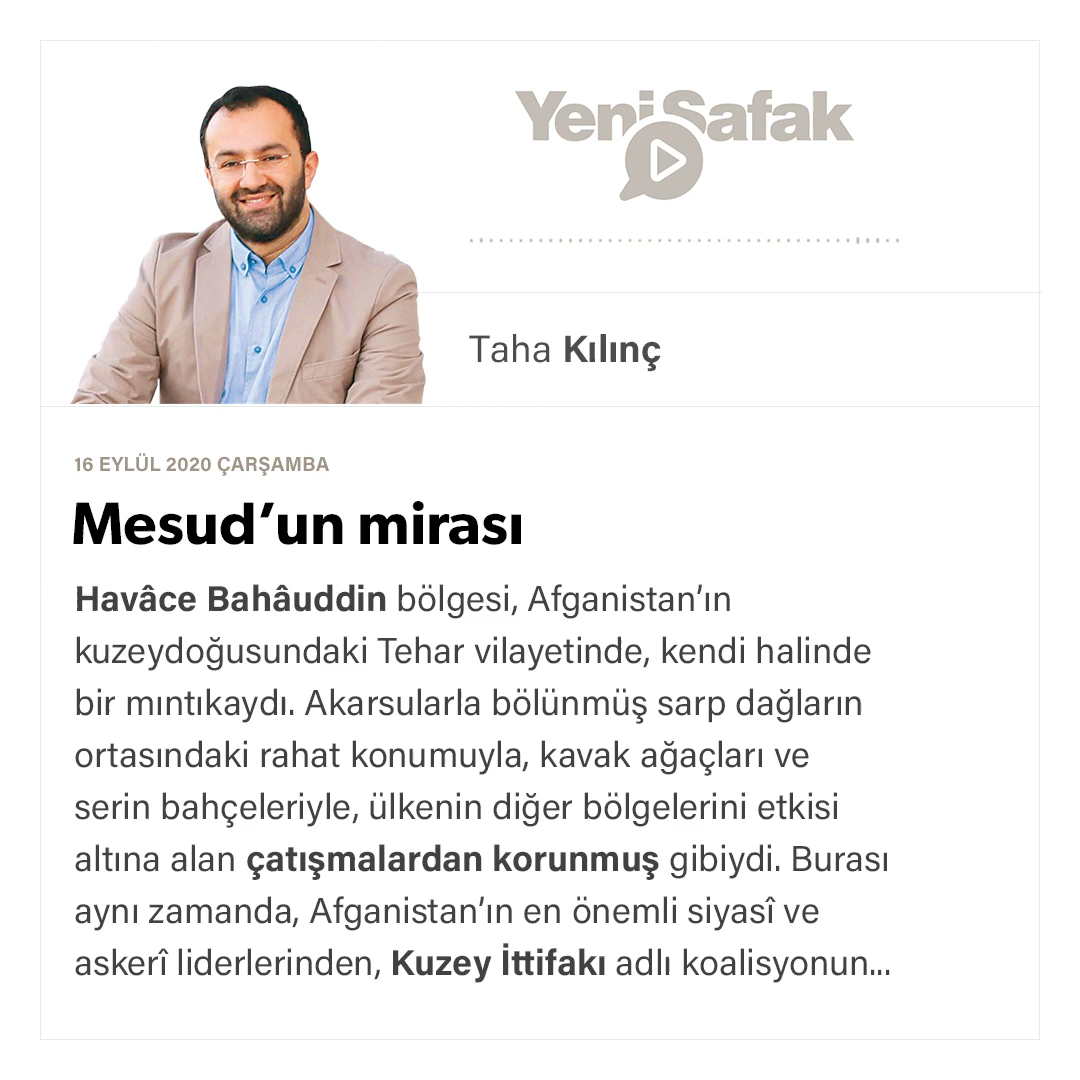 YeniSafak
Taha Kılınç
16 EYLÜL 2020 ÇARŞAMBA
Mesud’un mirası
Havâce Bahâuddin bölgesi, Afganistan’ın
kuzeydoğusundaki Tehar vilayetinde, kendi halinde
bir mıntıkaydı. Akarsularla bölünmüş sarp dağların
ortasındaki rahat konumuyla, kavak ağaçları ve
serin bahçeleriyle, ülkenin diğer bölgelerini etkisi
altına alan çatışmalardan korunmuş gibiydi. Burası
aynı zamanda, Afganistan’ın en önemli siyasî ve
askerî liderlerinden, Kuzey İttifakı adlı koalisyonun...